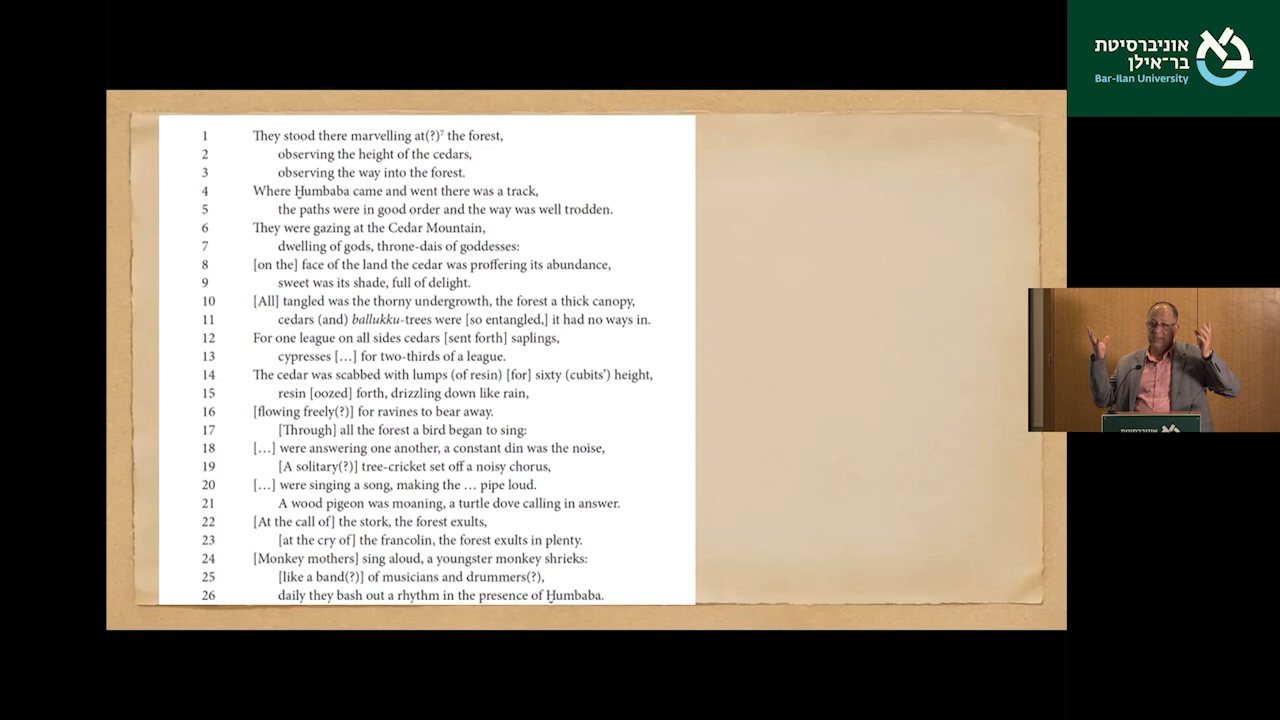 1 They stood there marvelling at(?)⁷ the forest,
2 observing the height of the cedars,
3 observing the way into the forest.
4 Where Ḫumbaba came and went there was a track,
5 the paths were in good order and the way was well trodden.
6 They were gazing at the Cedar Mountain,
7 dwelling of gods, throne-dais of goddesses:
8 [on the] face of the land the cedar was proffering its abundance,
9 sweet was its shade, full of delight.
10 [All] tangled was the thorny undergrowth, the forest a thick canopy,
11 cedars (and) ballukku-trees were [so entangled,] it had no ways in.
12 For one league on all sides cedars [sent forth] saplings,
13 cypresses […] for two-thirds of a league.
14 The cedar was scabbed with lumps (of resin) [for] sixty (cubits') height,
15 resin [oozed] forth, drizzling down like rain,
16 [flowing freely(?)] for ravines to bear away.
17 [Through] all the forest a bird began to sing:
18 […] were answering one another, a constant din was the noise,
19 [A solitary(?)] tree-cricket set off a noisy chorus,
20 […] were singing a song, making the … pipe loud.
21 A wood pigeon was moaning, a turtle dove calling in answer.
22 [At the call of] the stork, the forest exults,
23 [at the cry of] the francolin, the forest exults in plenty.
24 [Monkey mothers] sing aloud, a youngster monkey shrieks:
25 [like a band(?)] of musicians and drummers(?),
26 daily they bash out a rhythm in the presence of Ḫumbaba.
אוניברסיטת
בר־אילן
Bar-Ilan University
אוניברסיטת